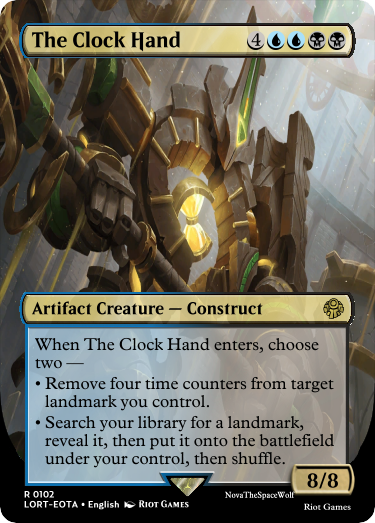 The Clock Hand 4
Artifact Creature — Construct
When The Clock Hand enters, choose
two —
• Remove four time counters from target
landmark you control.
• Search your library for a landmark,
reveal it, then put it onto the battlefield
under your control, then shuffle.
8/8
R 0102
NovaTheSpaceWolf
LORT-EOTA • English Riot Games
Riot Games